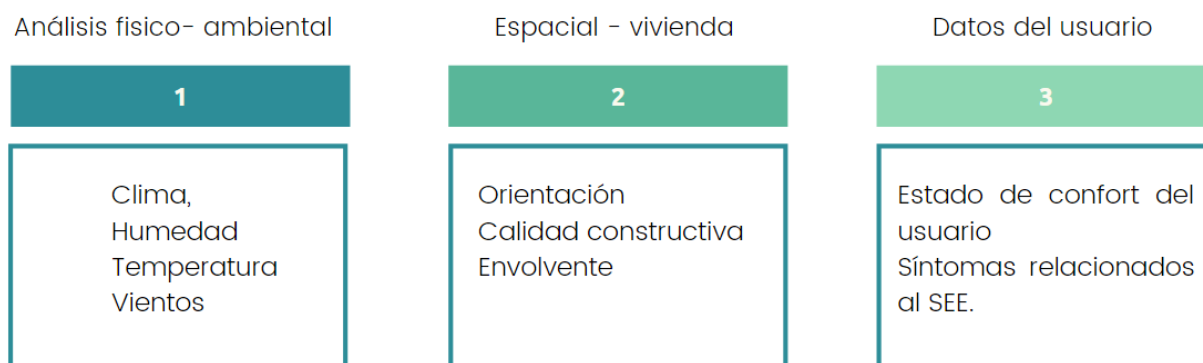 Análisis fisico- ambiental
1
Clima,
Humedad
Temperatura
Vientos
Espacial - vivienda
2
Orientación
Calidad constructiva
Envolvente
Datos del usuario
3
Estado de confort del
usuario
Síntomas relacionados
al SEE.